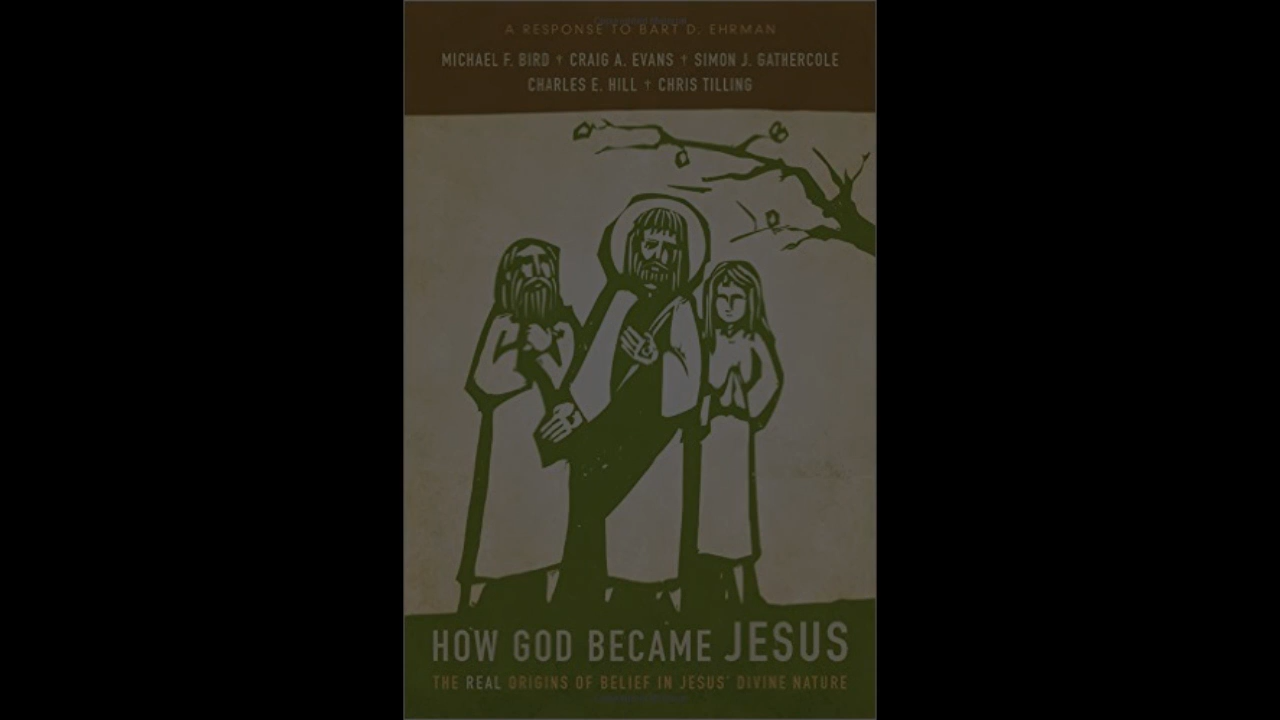 A RESPONSE TO BART D. EHRMAN
MICHAEL F. BIRD † CRAIG A. EVANS † SIMON J. GATHERCOLE
CHARLES E. HILL † CHRIS TILLING
HOW GOD BECAME JESUS
THE REAL ORIGINS OF BELIEF IN JESUS' DIVINE NATURE